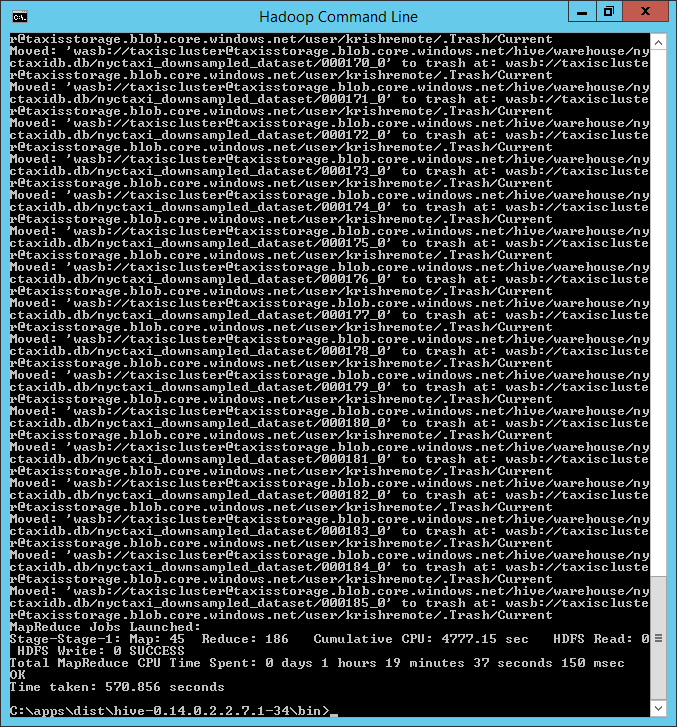 Hadoop Command Line
r@taxisstorage.blob.core.windows.net/user/krishremote/.Trash/Current
Moved: 'wasb://taxiscluster@taxisstorage.blob.core.windows.net/hive/warehouse/ny
ctaxidb.db/nyctaxi_downsampled_dataset/000170_0' to trash at: wasb://taxiscluste
r@taxisstorage.blob.core.windows.net/user/krishremote/.Trash/Current
Moved: 'wasb://taxiscluster@taxisstorage.blob.core.windows.net/hive/warehouse/ny
ctaxidb.db/nyctaxi_downsampled_dataset/000171_0' to trash at: wasb://taxiscluste
r@taxisstorage.blob.core.windows.net/user/krishremote/.Trash/Current
Moved: 'wasb://taxiscluster@taxisstorage.blob.core.windows.net/hive/warehouse/ny
ctaxidb.db/nyctaxi_downsampled_dataset/000172_0' to trash at: wasb://taxiscluste
r@taxisstorage.blob.core.windows.net/user/krishremote/.Trash/Current
Moved: 'wasb://taxiscluster@taxisstorage.blob.core.windows.net/hive/warehouse/ny
ctaxidb.db/nyctaxi_downsampled_dataset/000173_0' to trash at: wasb://taxiscluste
r@taxisstorage.blob.core.windows.net/user/krishremote/.Trash/Current
Moved: 'wasb://taxiscluster@taxisstorage.blob.core.windows.net/hive/warehouse/ny
ctaxidb.db/nyctaxi_downsampled_dataset/000174_0' to trash at: wasb://taxiscluste
r@taxisstorage.blob.core.windows.net/user/krishremote/.Trash/Current
Moved: 'wasb://taxiscluster@taxisstorage.blob.core.windows.net/hive/warehouse/ny
ctaxidb.db/nyctaxi_downsampled_dataset/000175_0' to trash at: wasb://taxiscluste
r@taxisstorage.blob.core.windows.net/user/krishremote/.Trash/Current
Moved: 'wasb://taxiscluster@taxisstorage.blob.core.windows.net/hive/warehouse/ny
ctaxidb.db/nyctaxi_downsampled_dataset/000176_0' to trash at: wasb://taxiscluste
r@taxisstorage.blob.core.windows.net/user/krishremote/.Trash/Current
Moved: 'wasb://taxiscluster@taxisstorage.blob.core.windows.net/hive/warehouse/ny
ctaxidb.db/nyctaxi_downsampled_dataset/000177_0' to trash at: wasb://taxiscluste
r@taxisstorage.blob.core.windows.net/user/krishremote/.Trash/Current
Moved: 'wasb://taxiscluster@taxisstorage.blob.core.windows.net/hive/warehouse/ny
ctaxidb.db/nyctaxi_downsampled_dataset/000178_0' to trash at: wasb://taxiscluste
r@taxisstorage.blob.core.windows.net/user/krishremote/.Trash/Current
Moved: 'wasb://taxiscluster@taxisstorage.blob.core.windows.net/hive/warehouse/ny
ctaxidb.db/nyctaxi_downsampled_dataset/000179_0' to trash at: wasb://taxiscluste
r@taxisstorage.blob.core.windows.net/user/krishremote/.Trash/Current
Moved: 'wasb://taxiscluster@taxisstorage.blob.core.windows.net/hive/warehouse/ny
ctaxidb.db/nyctaxi_downsampled_dataset/000180_0' to trash at: wasb://taxiscluste
r@taxisstorage.blob.core.windows.net/user/krishremote/.Trash/Current
Moved: 'wasb://taxiscluster@taxisstorage.blob.core.windows.net/hive/warehouse/ny
ctaxidb.db/nyctaxi_downsampled_dataset/000181_0' to trash at: wasb://taxiscluste
r@taxisstorage.blob.core.windows.net/user/krishremote/.Trash/Current
Moved: 'wasb://taxiscluster@taxisstorage.blob.core.windows.net/hive/warehouse/ny
ctaxidb.db/nyctaxi_downsampled_dataset/000182_0' to trash at: wasb://taxiscluste
r@taxisstorage.blob.core.windows.net/user/krishremote/.Trash/Current
Moved: 'wasb://taxiscluster@taxisstorage.blob.core.windows.net/hive/warehouse/ny
ctaxidb.db/nyctaxi_downsampled_dataset/000183_0' to trash at: wasb://taxiscluste
r@taxisstorage.blob.core.windows.net/user/krishremote/.Trash/Current
Moved: 'wasb://taxiscluster@taxisstorage.blob.core.windows.net/hive/warehouse/ny
ctaxidb.db/nyctaxi_downsampled_dataset/000184_0' to trash at: wasb://taxiscluste
r@taxisstorage.blob.core.windows.net/user/krishremote/.Trash/Current
Moved: 'wasb://taxiscluster@taxisstorage.blob.core.windows.net/hive/warehouse/ny
ctaxidb.db/nyctaxi_downsampled_dataset/000185_0' to trash at: wasb://taxiscluste
r@taxisstorage.blob.core.windows.net/user/krishremote/.Trash/Current
MapReduce Jobs Launched:
Stage-Stage-1: Map: 45  Reduce: 186   Cumulative CPU: 4777.15 sec   HDFS Read: 0
 HDFS Write: 0 SUCCESS
Total MapReduce CPU Time Spent: 0 days 1 hours 19 minutes 37 seconds 150 msec
OK
Time taken: 570.856 seconds
C:\apps\dist\hive-0.14.0.2.2.7.1-34\bin>_